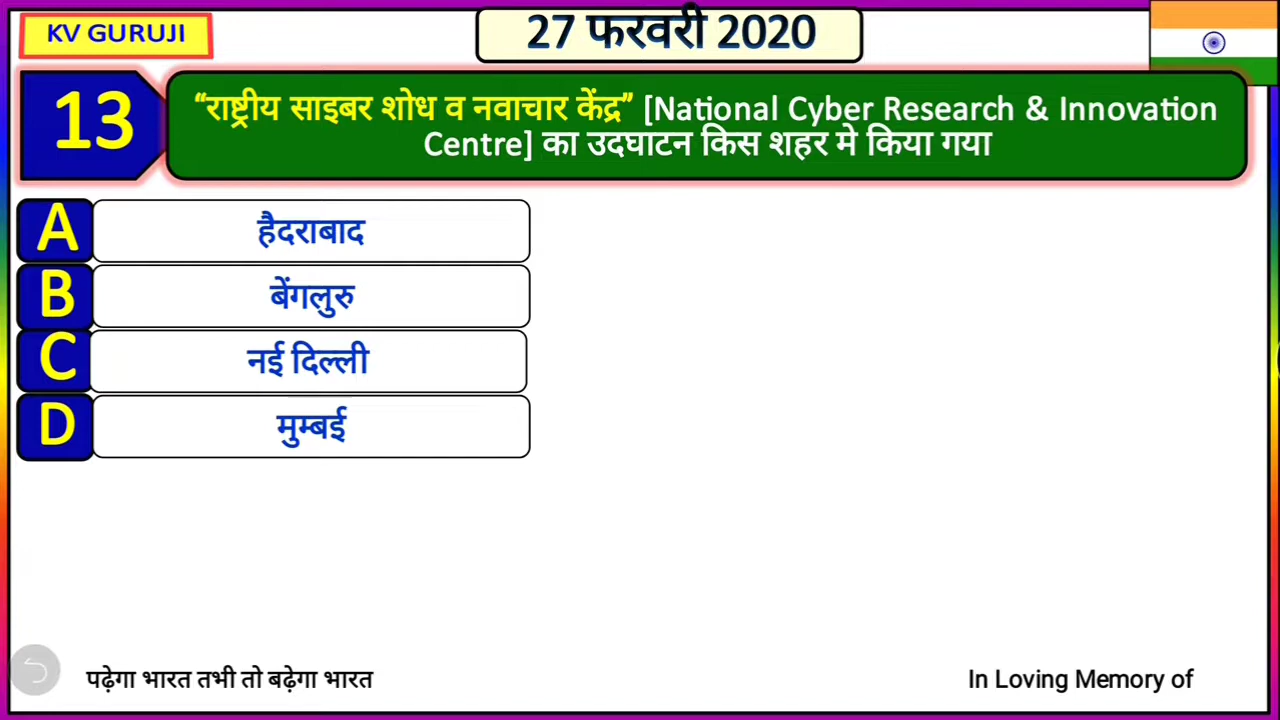 KV GURUJI
27 फरवरी 2020
13
“राष्ट्रीय साइबर शोध व नवाचार केंद्र” [National Cyber Research & Innovation
Centre] का उदघाटन किस शहर मे किया गया
A हैदराबाद
B बेंगलुरु
C नई दिल्ली
D मुम्बई
पढ़ेगा भारत तभी तो बढ़ेगा भारत
In Loving Memory of